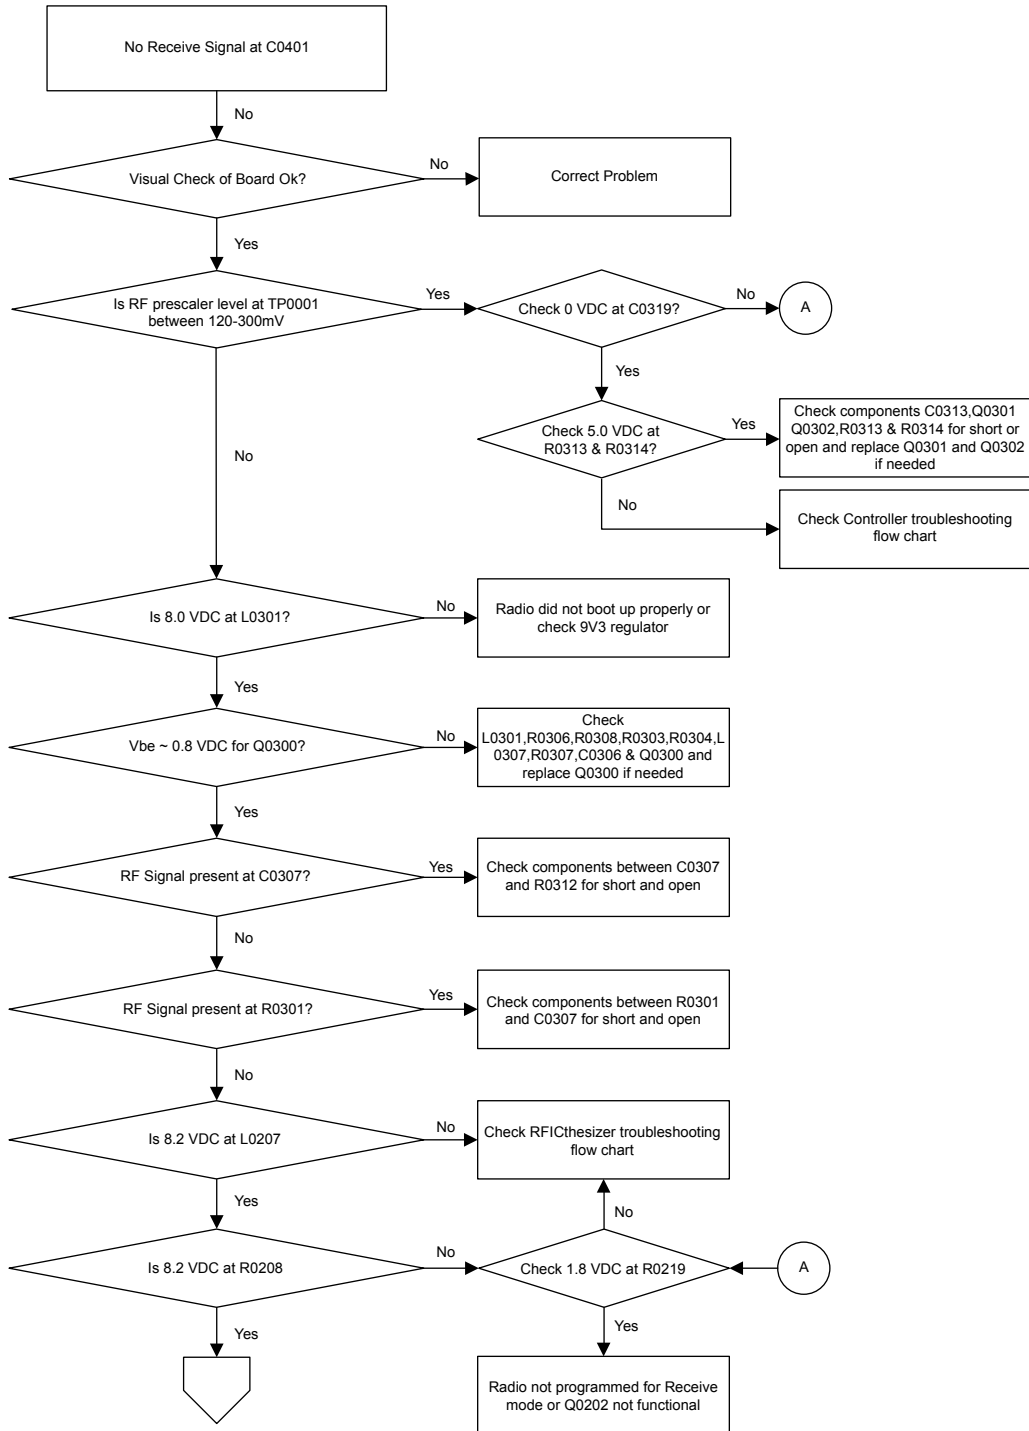 No Receive Signal at C0401
No
Visual Check of Board Ok?
No
Correct Problem
Yes
Is RF prescaler level at TP0001
between 120-300mV
Yes
Check 0 VDC at C0319?
No
A
Yes
Check 5.0 VDC at
R0313 & R0314?
Yes
Check components C0313,Q0301
Q0302,R0313 & R0314 for short or
open and replace Q0301 and Q0302
if needed
No
No
Check Controller troubleshooting
flow chart
Is 8.0 VDC at L0301?
No
Radio did not boot up properly or
check 9V3 regulator
Yes
Vbe ~ 0.8 VDC for Q0300?
No
Check
L0301,R0306,R0308,R0303,R0304,L
0307,R0307,C0306 & Q0300 and
replace Q0300 if needed
Yes
RF Signal present at C0307?
Yes
Check components between C0307
and R0312 for short and open
No
RF Signal present at R0301?
Yes
Check components between R0301
and C0307 for short and open
No
Is 8.2 VDC at L0207
No
Check RFICthesizer troubleshooting
flow chart
Yes
No
Is 8.2 VDC at R0208
No
Check 1.8 VDC at R0219
A
Yes
Yes
Radio not programmed for Receive
mode or Q0202 not functional